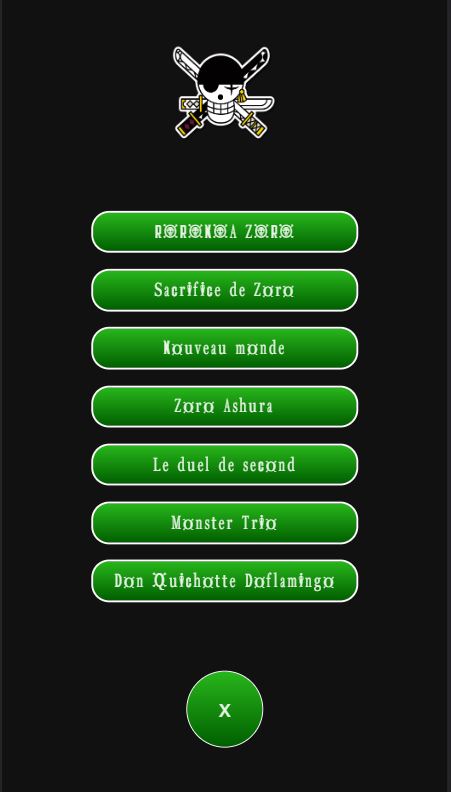 RORONOA ZORO
Sacrifice de Zoro
Nouveau monde
Zoro Ashura
Le duel de second
Monster Trio
Don Quichotte Doflamingo
X